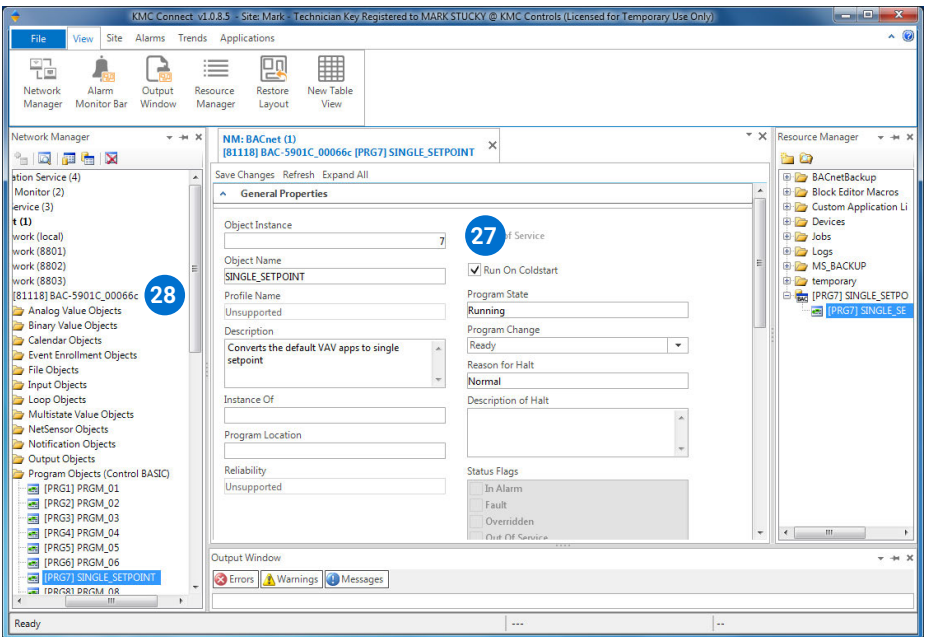 KMC Connect v1.0.8.5 - Site: Mark - Technician Key Registered to MARK STUCKY @ KMC Controls (Licensed for Temporary Use Only)
File View Site Alarms Trends Applications
Network Manager
Alarm Monitor Bar
Output Window
Resource Manager
Restore Layout
New Table View
Network Manager
ation Service (4)
Monitor (2)
ervice (3)
t (1)
work (local)
work (8801)
work (8802)
work (8803)
[81118] BAC-5901C_00066c
28
Analog Value Objects
Binary Value Objects
Calendar Objects
Event Enrollment Objects
File Objects
Input Objects
Loop Objects
Multistate Value Objects
NetSensor Objects
Notification Objects
Output Objects
Program Objects (Control BASIC)
[PRG1] PRGM_01
[PRG2] PRGM_02
[PRG3] PRGM_03
[PRG4] PRGM_04
[PRG5] PRGM_05
[PRG6] PRGM_06
[PRG7] SINGLE_SETPOINT
[PRG8] PRGM_08
NM: BACnet (1)
[81118] BAC-5901C_00066c [PRG7] SINGLE_SETPOINT
Save Changes Refresh Expand All
General Properties
Object Instance
7
Object Name
SINGLE_SETPOINT
Profile Name
Unsupported
Description
Converts the default VAV apps to single
setpoint
Instance Of
Program Location
Reliability
Unsupported
27
of Service
Run On Coldstart
Program State
Running
Program Change
Ready
Reason for Halt
Normal
Description of Halt
Status Flags
In Alarm
Fault
Overridden
Out Of Service
Resource Manager
BACnetBackup
Block Editor Macros
Custom Application Li
Devices
Jobs
Logs
MS_BACKUP
temporary
[PRG7] SINGLE_SETPO
[PRG7] SINGLE_SE
Output Window
Errors Warnings Messages
Ready --- --